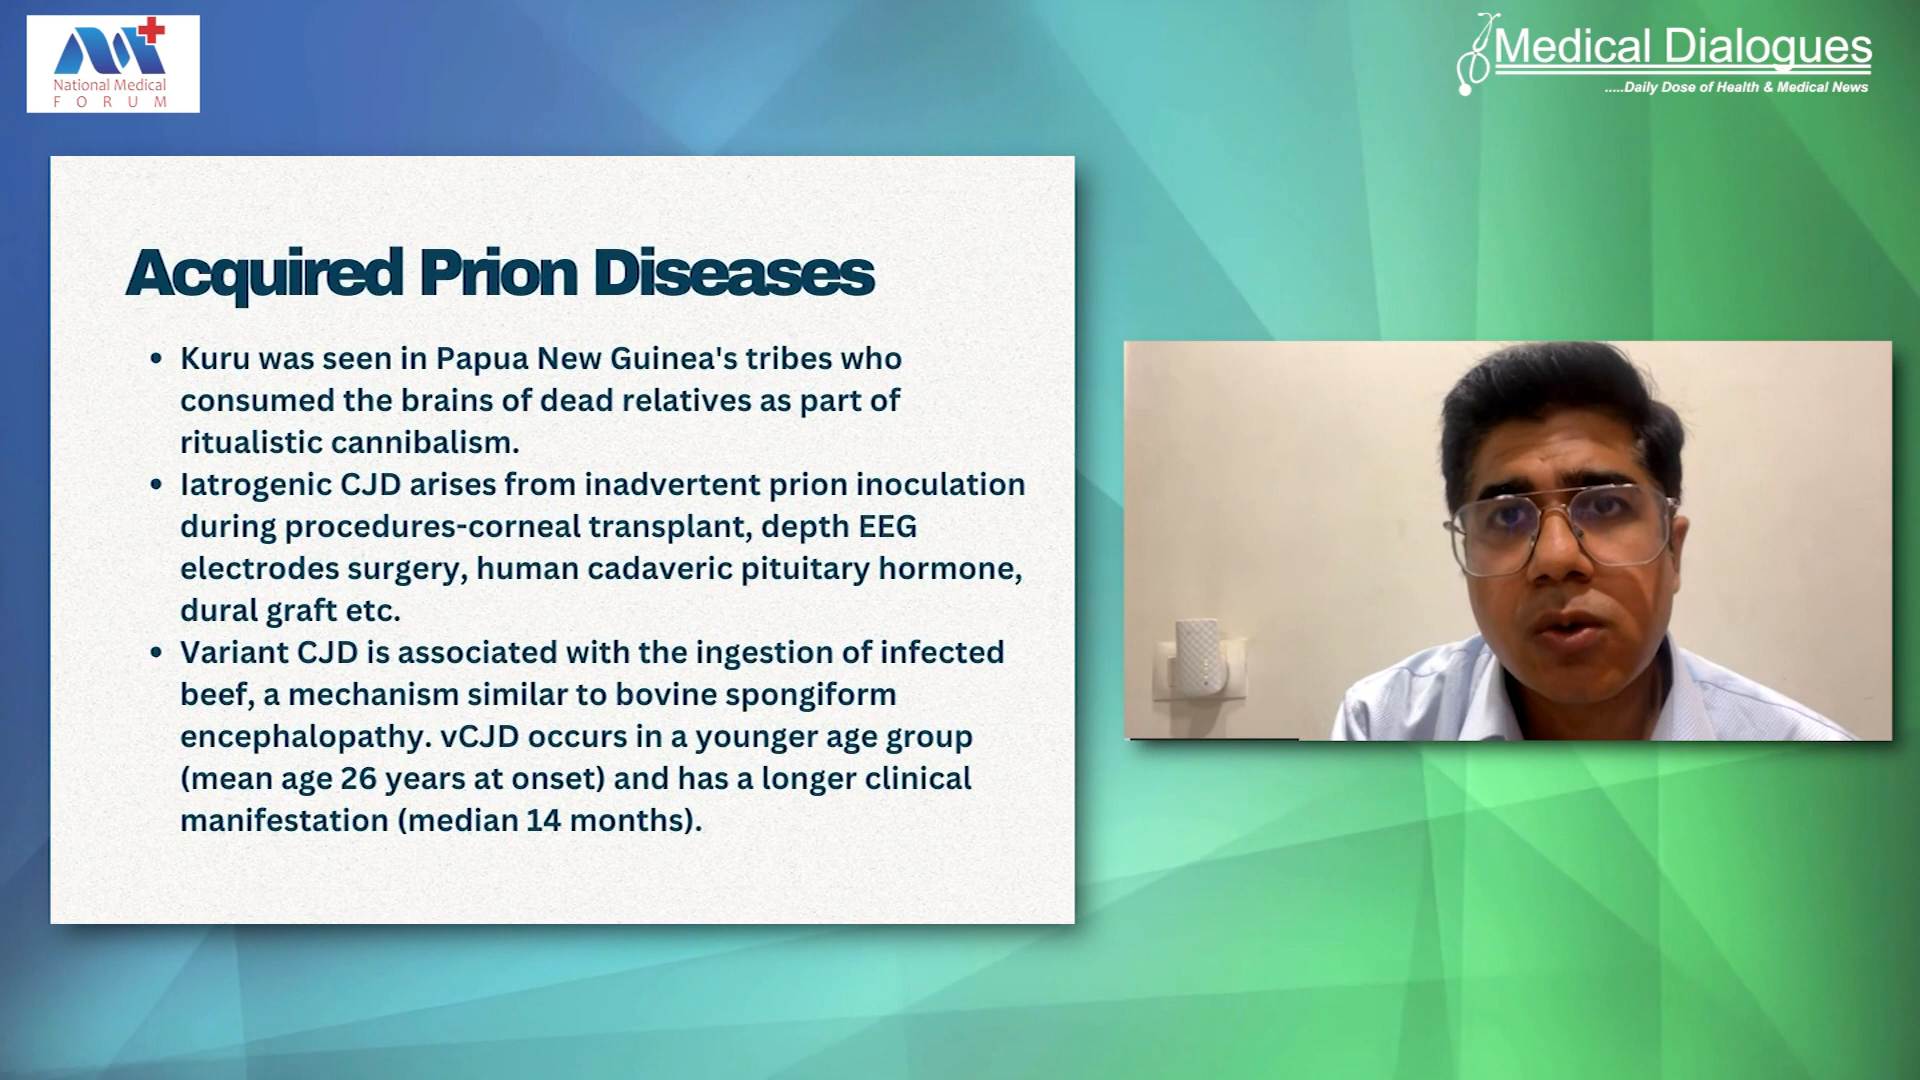 National Medical
FORUM
Medical Dialogues
.....Daily Dose of Health & Medical News
Acquired Prion Diseases
• Kuru was seen in Papua New Guinea's tribes who
consumed the brains of dead relatives as part of
ritualistic cannibalism.
• Iatrogenic CJD arises from inadvertent prion inoculation
during procedures-corneal transplant, depth EEG
electrodes surgery, human cadaveric pituitary hormone,
dural graft etc.
• Variant CJD is associated with the ingestion of infected
beef, a mechanism similar to bovine spongiform
encephalopathy. vCJD occurs in a younger age group
(mean age 26 years at onset) and has a longer clinical
manifestation (median 14 months).